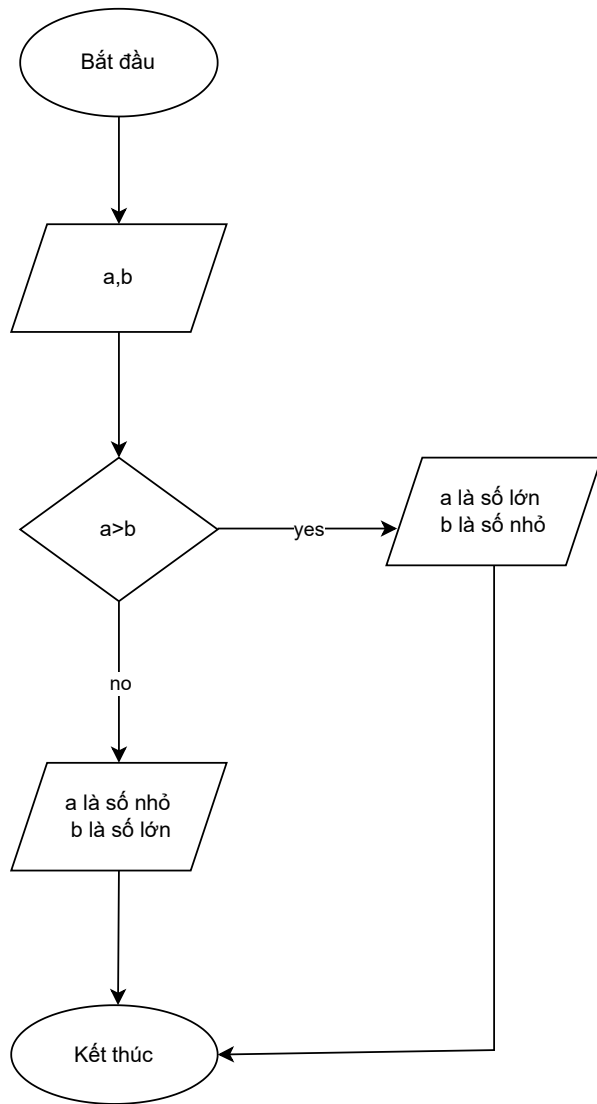 Bắt đầu
a,b
a>b
yes
a là số lớn
b là số nhỏ
no
a là số nhỏ
b là số lớn
Kết thúc